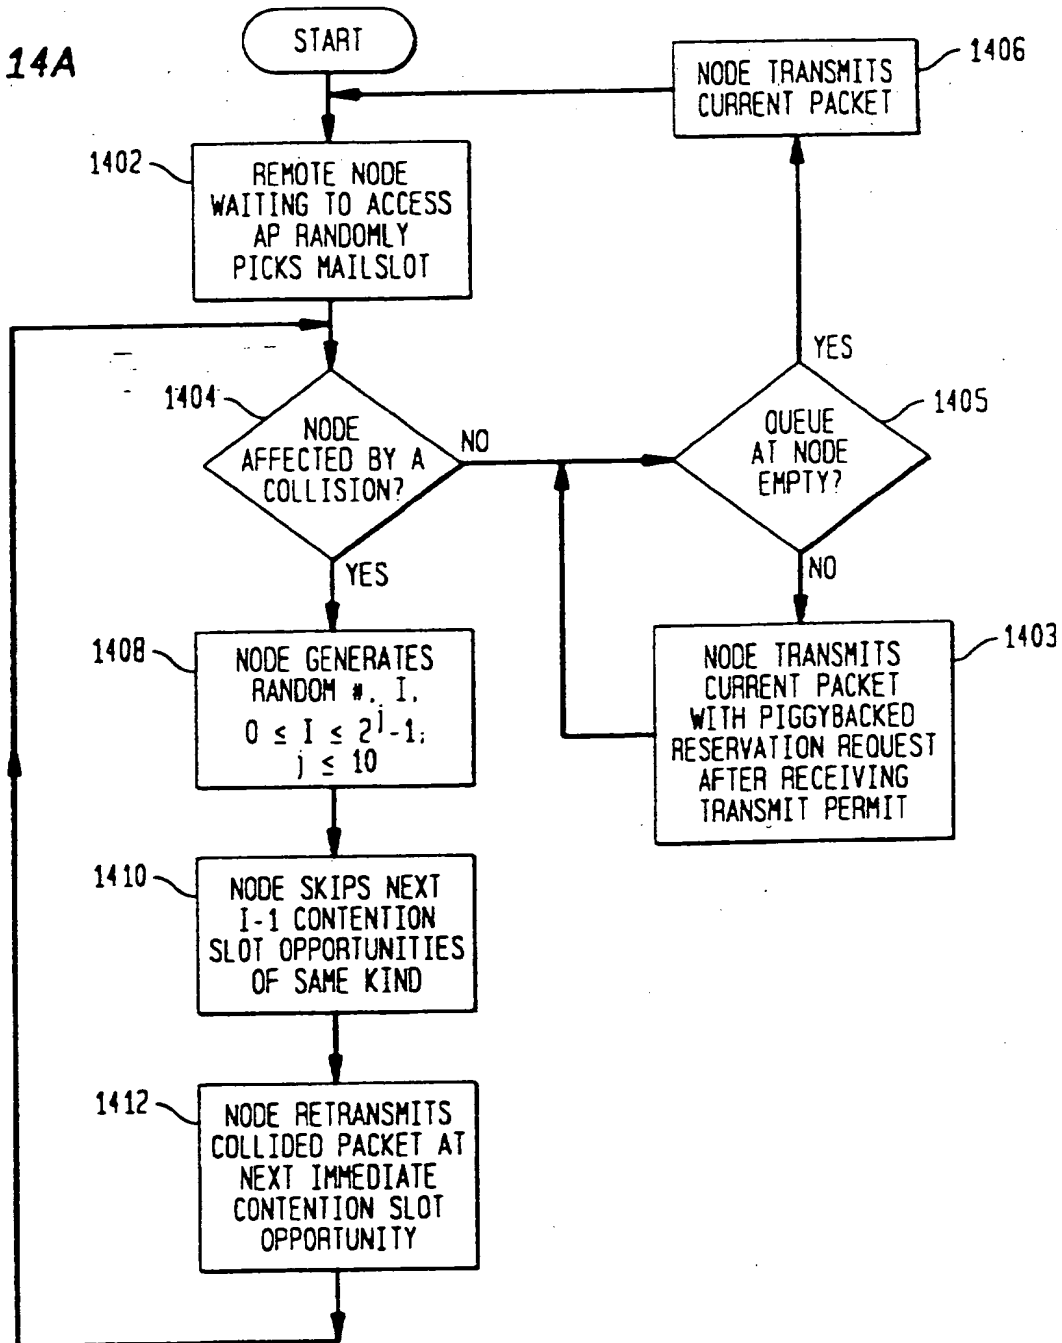 14A
START
NODE TRANSMITS
CURRENT PACKET
1406
1402
REMOTE NODE
WAITING TO ACCESS
AP RANDOMLY
PICKS MAILSLOT
1404
NODE
AFFECTED BY A
COLLISION?
NO
YES
QUEUE
AT NODE
EMPTY?
1405
YES
NO
1408
NODE GENERATES
RANDOM #, I,
0 ≤ I ≤ 2^j-1;
j ≤ 10
NODE TRANSMITS
CURRENT PACKET
WITH PIGGYBACKED
RESERVATION REQUEST
AFTER RECEIVING
TRANSMIT PERMIT
1403
1410
NODE SKIPS NEXT
I-1 CONTENTION
SLOT OPPORTUNITIES
OF SAME KIND
1412
NODE RETRANSMITS
COLLIDED PACKET AT
NEXT IMMEDIATE
CONTENTION SLOT
OPPORTUNITY